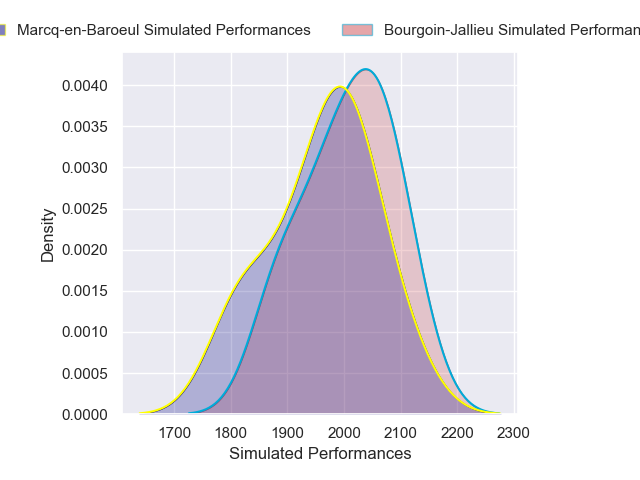 Marcq-en-Baroeul Simulated Performances Bourgoin-Jallieu Simulated
0.0040
0.0035
0.0030
0.0025
0.0020
0.0015
0.0010
0.0005
0.0000
Density
1700 1800 1900 2000 2100 2200 2300
Simulated Performances